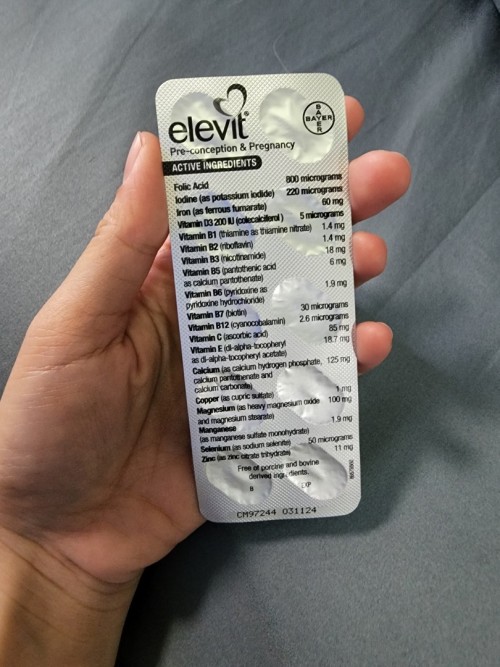 elevit®
BAYER
BAYER
Pre-conception & Pregnancy
ACTIVE INGREDIENTS
Folic Acid 800 micrograms
Iodine (as potassium iodide) 220 micrograms
Iron (as ferrous fumarate) 60 mg
Vitamin D3 200 IU (colecalciferol) 5 micrograms
Vitamin B1 (thiamine as thiamine nitrate) 1.4 mg
Vitamin B2 (riboflavin) 1.4 mg
Vitamin B3 (nicotinamide) 18 mg
Vitamin B5 (pantothenic acid 6 mg
as calcium pantothenate)
Vitamin B6 (pyridoxine as 1.9 mg
pyridoxine hydrochloride)
Vitamin B7 (biotin) 30 micrograms
Vitamin B12 (cyanocobalamin) 2.6 micrograms
Vitamin C (ascorbic acid) 85 mg
Vitamin E (dl-alpha-tocopheryl 18.7 mg
as dl-alpha-tocopheryl acetate)
Calcium (as calcium hydrogen phosphate, 125 mg
calcium pantothenate and
calcium carbonate)
Copper (as cupric sulfate) 1 mg
Magnesium (as heavy magnesium oxide 100 mg
and magnesium stearate)
Manganese 1.9 mg
(as manganese sulfate monohydrate)
Selenium (as sodium selenate) 50 micrograms
Zinc (as zinc citrate trihydrate) 11 mg
Free of porcine and bovine
derived ingredients.
B EXP
CM97244 031124